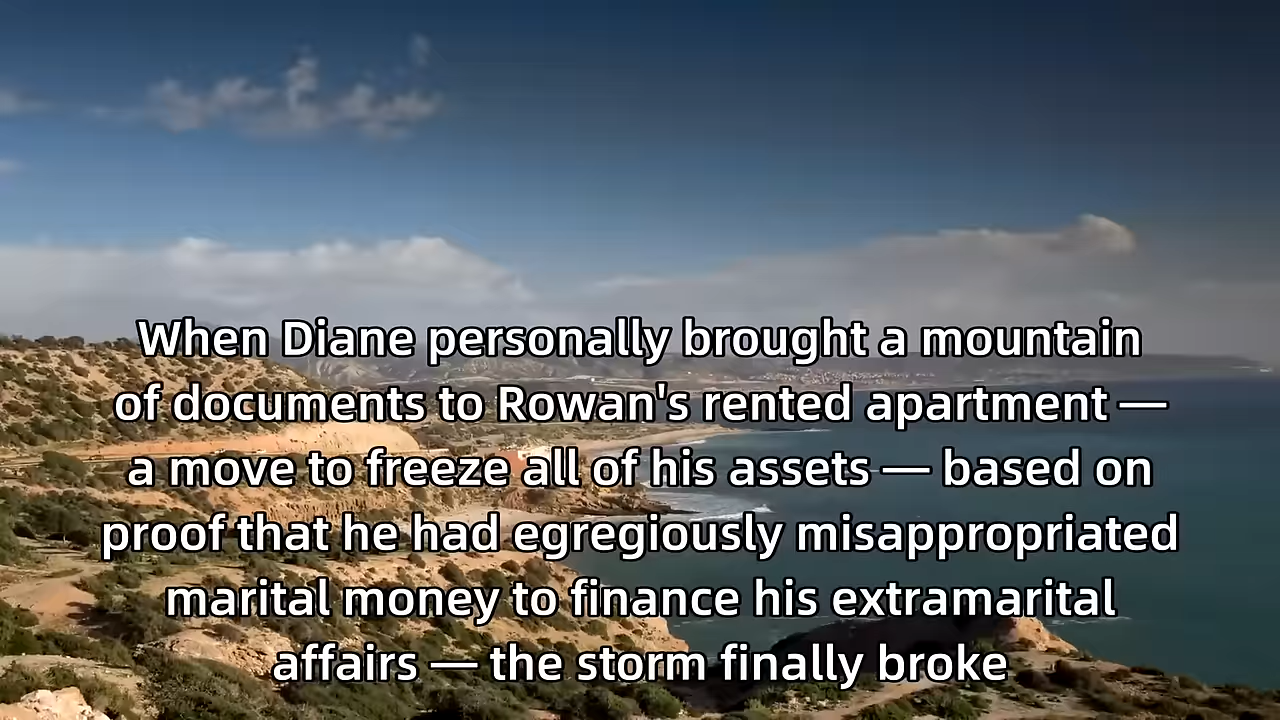 When Diane personally brought a mountain
of documents to Rowan's rented apartment —
a move to freeze all of his assets — based on
proof that he had egregiously misappropriated
marital money to finance his extramarital
affairs — the storm finally broke